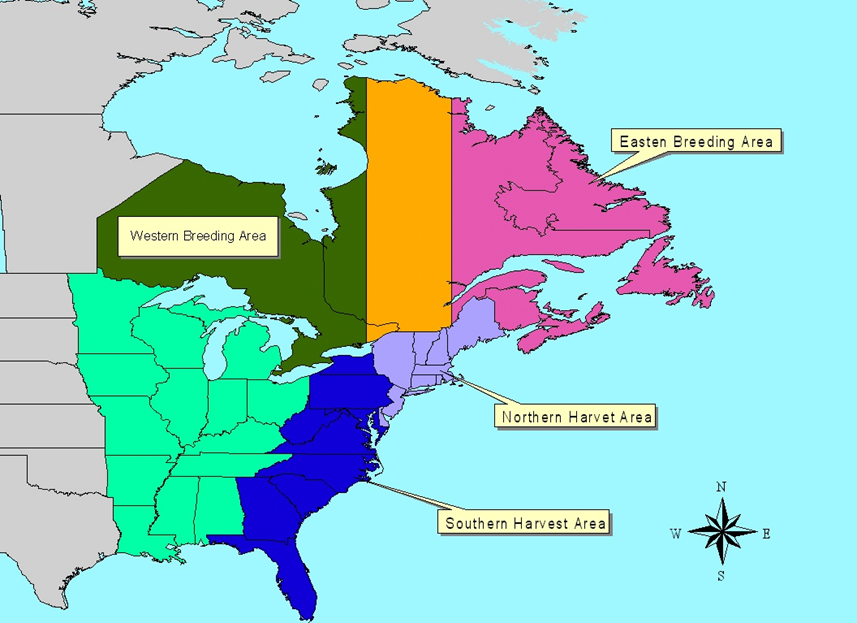 Easten Breeding Area
Western Breeding Area
Northern Harvet Area
Southern Harvest Area
N
W E
S